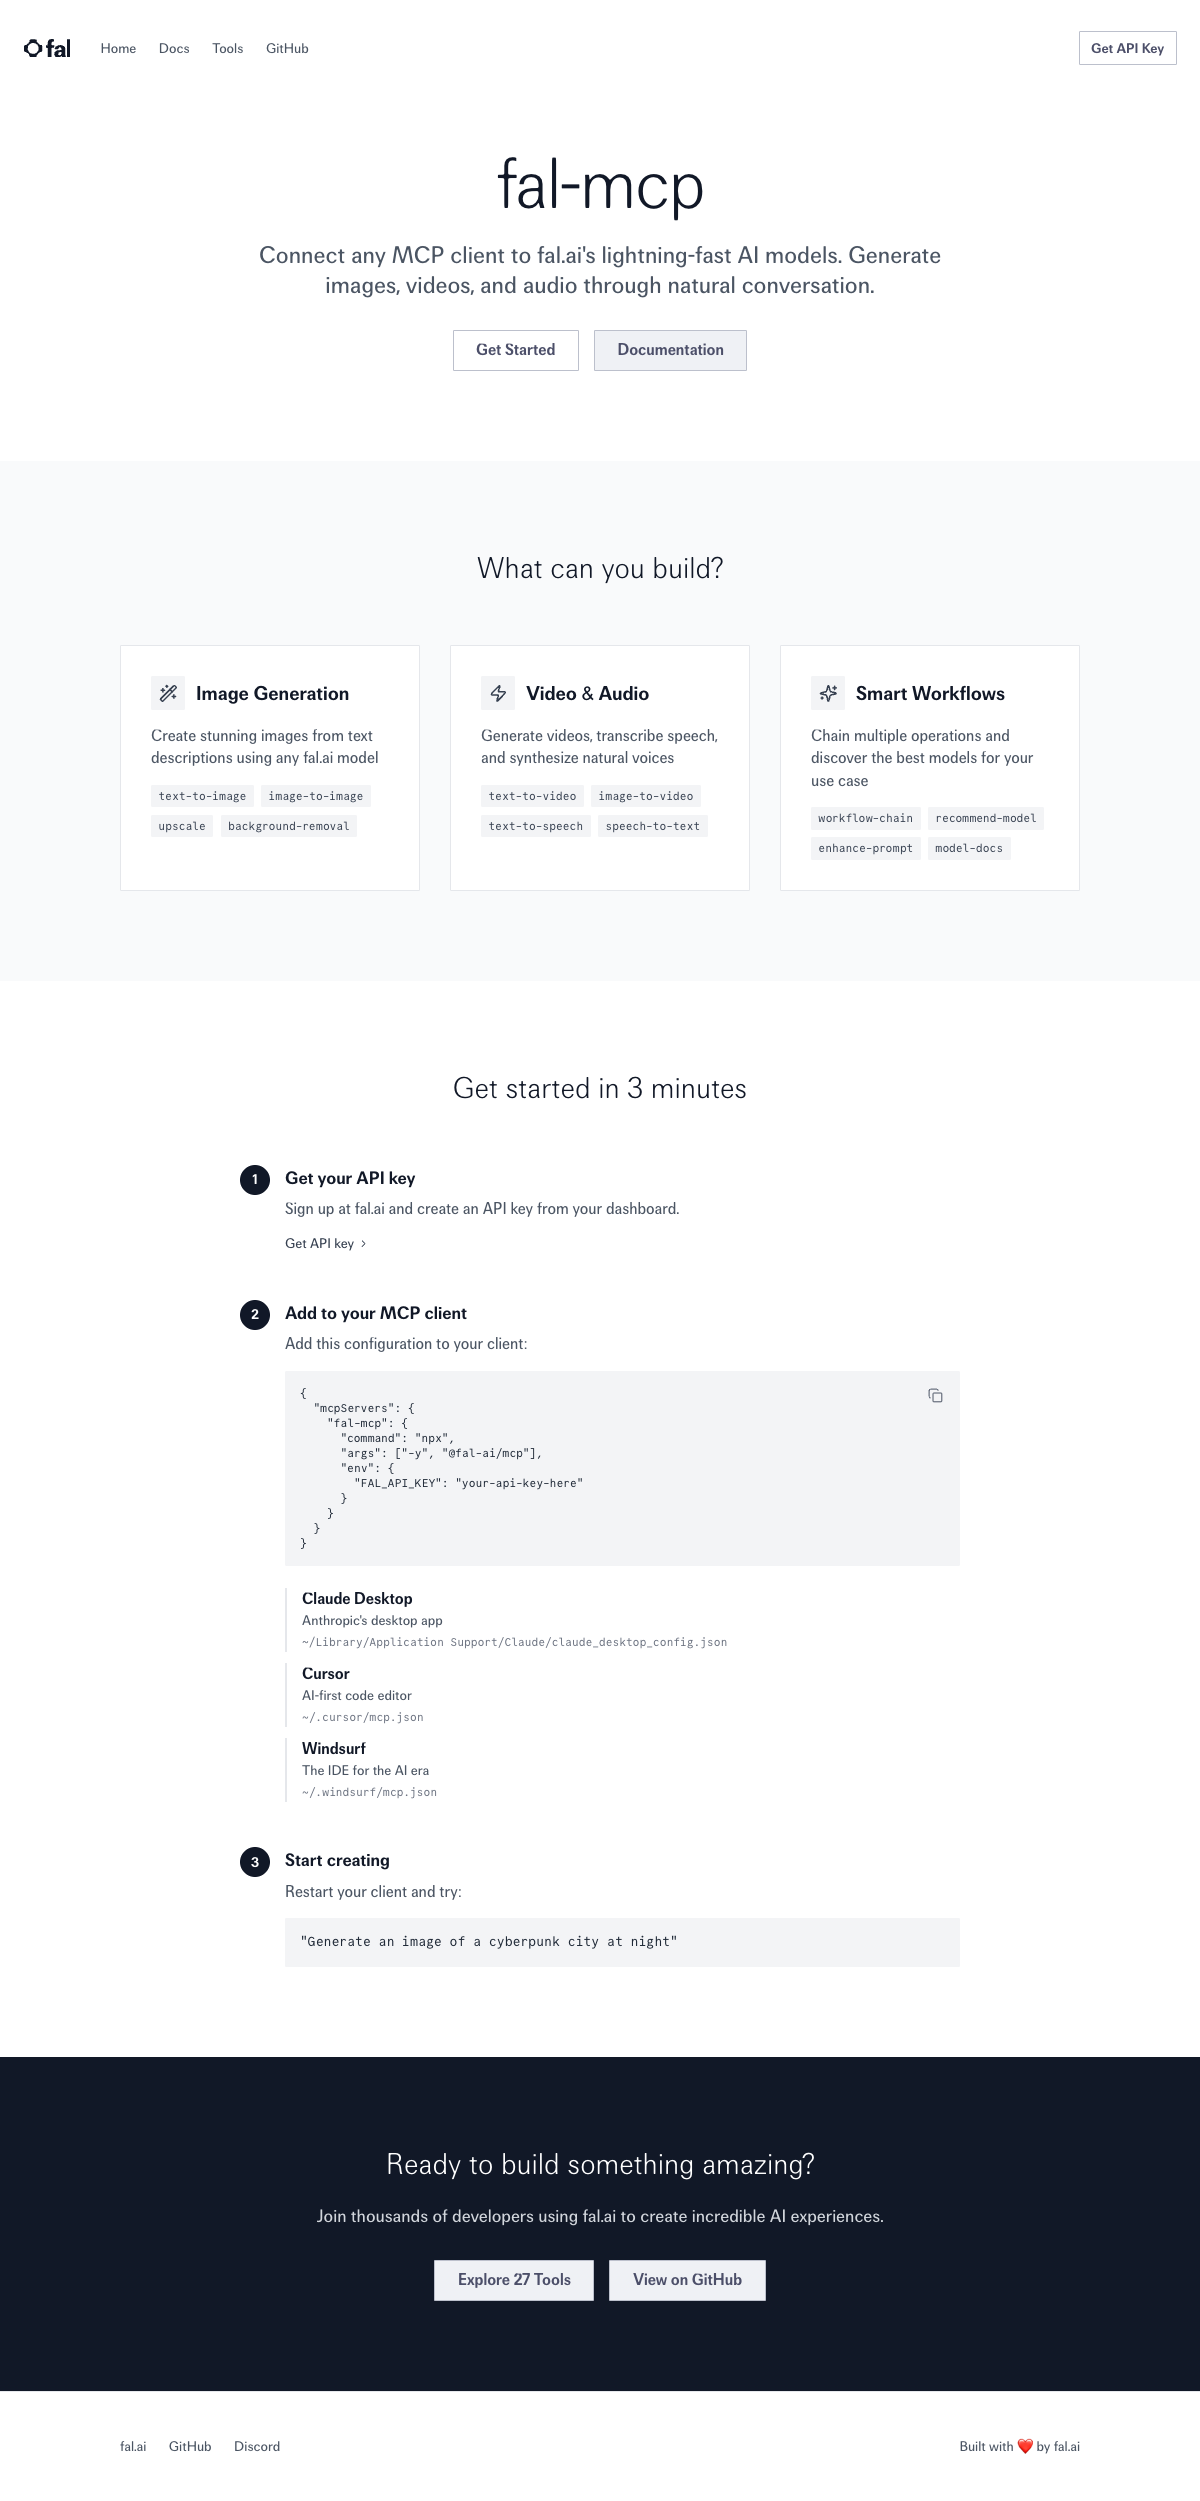 fal
Home
Docs
Tools
GitHub
Get API Key
fal-mcp
Connect any MCP client to fal.ai's lightning-fast AI models. Generate
images, videos, and audio through natural conversation.
Get Started
Documentation
What can you build?
Image Generation
Create stunning images from text
descriptions using any fal.ai model
text-to-image
image-to-image
upscale
background-removal
Video & Audio
Generate videos, transcribe speech,
and synthesize natural voices
text-to-video
image-to-video
text-to-speech
speech-to-text
Smart Workflows
Chain multiple operations and
discover the best models for your
use case
workflow-chain
recommend-model
enhance-prompt
model-docs
Get started in 3 minutes
1
Get your API key
Sign up at fal.ai and create an API key from your dashboard.
Get API key
2
Add to your MCP client
Add this configuration to your client:
{
  "mcpServers": {
    "fal-mcp": {
      "command": "npx",
      "args": ["-y", "@fal-ai/mcp"],
      "env": {
        "FAL_API_KEY": "your-api-key-here"
      }
    }
  }
}
Claude Desktop
Anthropic's desktop app
~/Library/Application Support/Claude/claude_desktop_config.json
Cursor
AI-first code editor
~/.cursor/mcp.json
Windsurf
The IDE for the AI era
~/.windsurf/mcp.json
3
Start creating
Restart your client and try:
"Generate an image of a cyberpunk city at night"
Ready to build something amazing?
Join thousands of developers using fal.ai to create incredible AI experiences.
Explore 27 Tools
View on GitHub
fal.ai
GitHub
Discord
Built with ❤️ by fal.ai